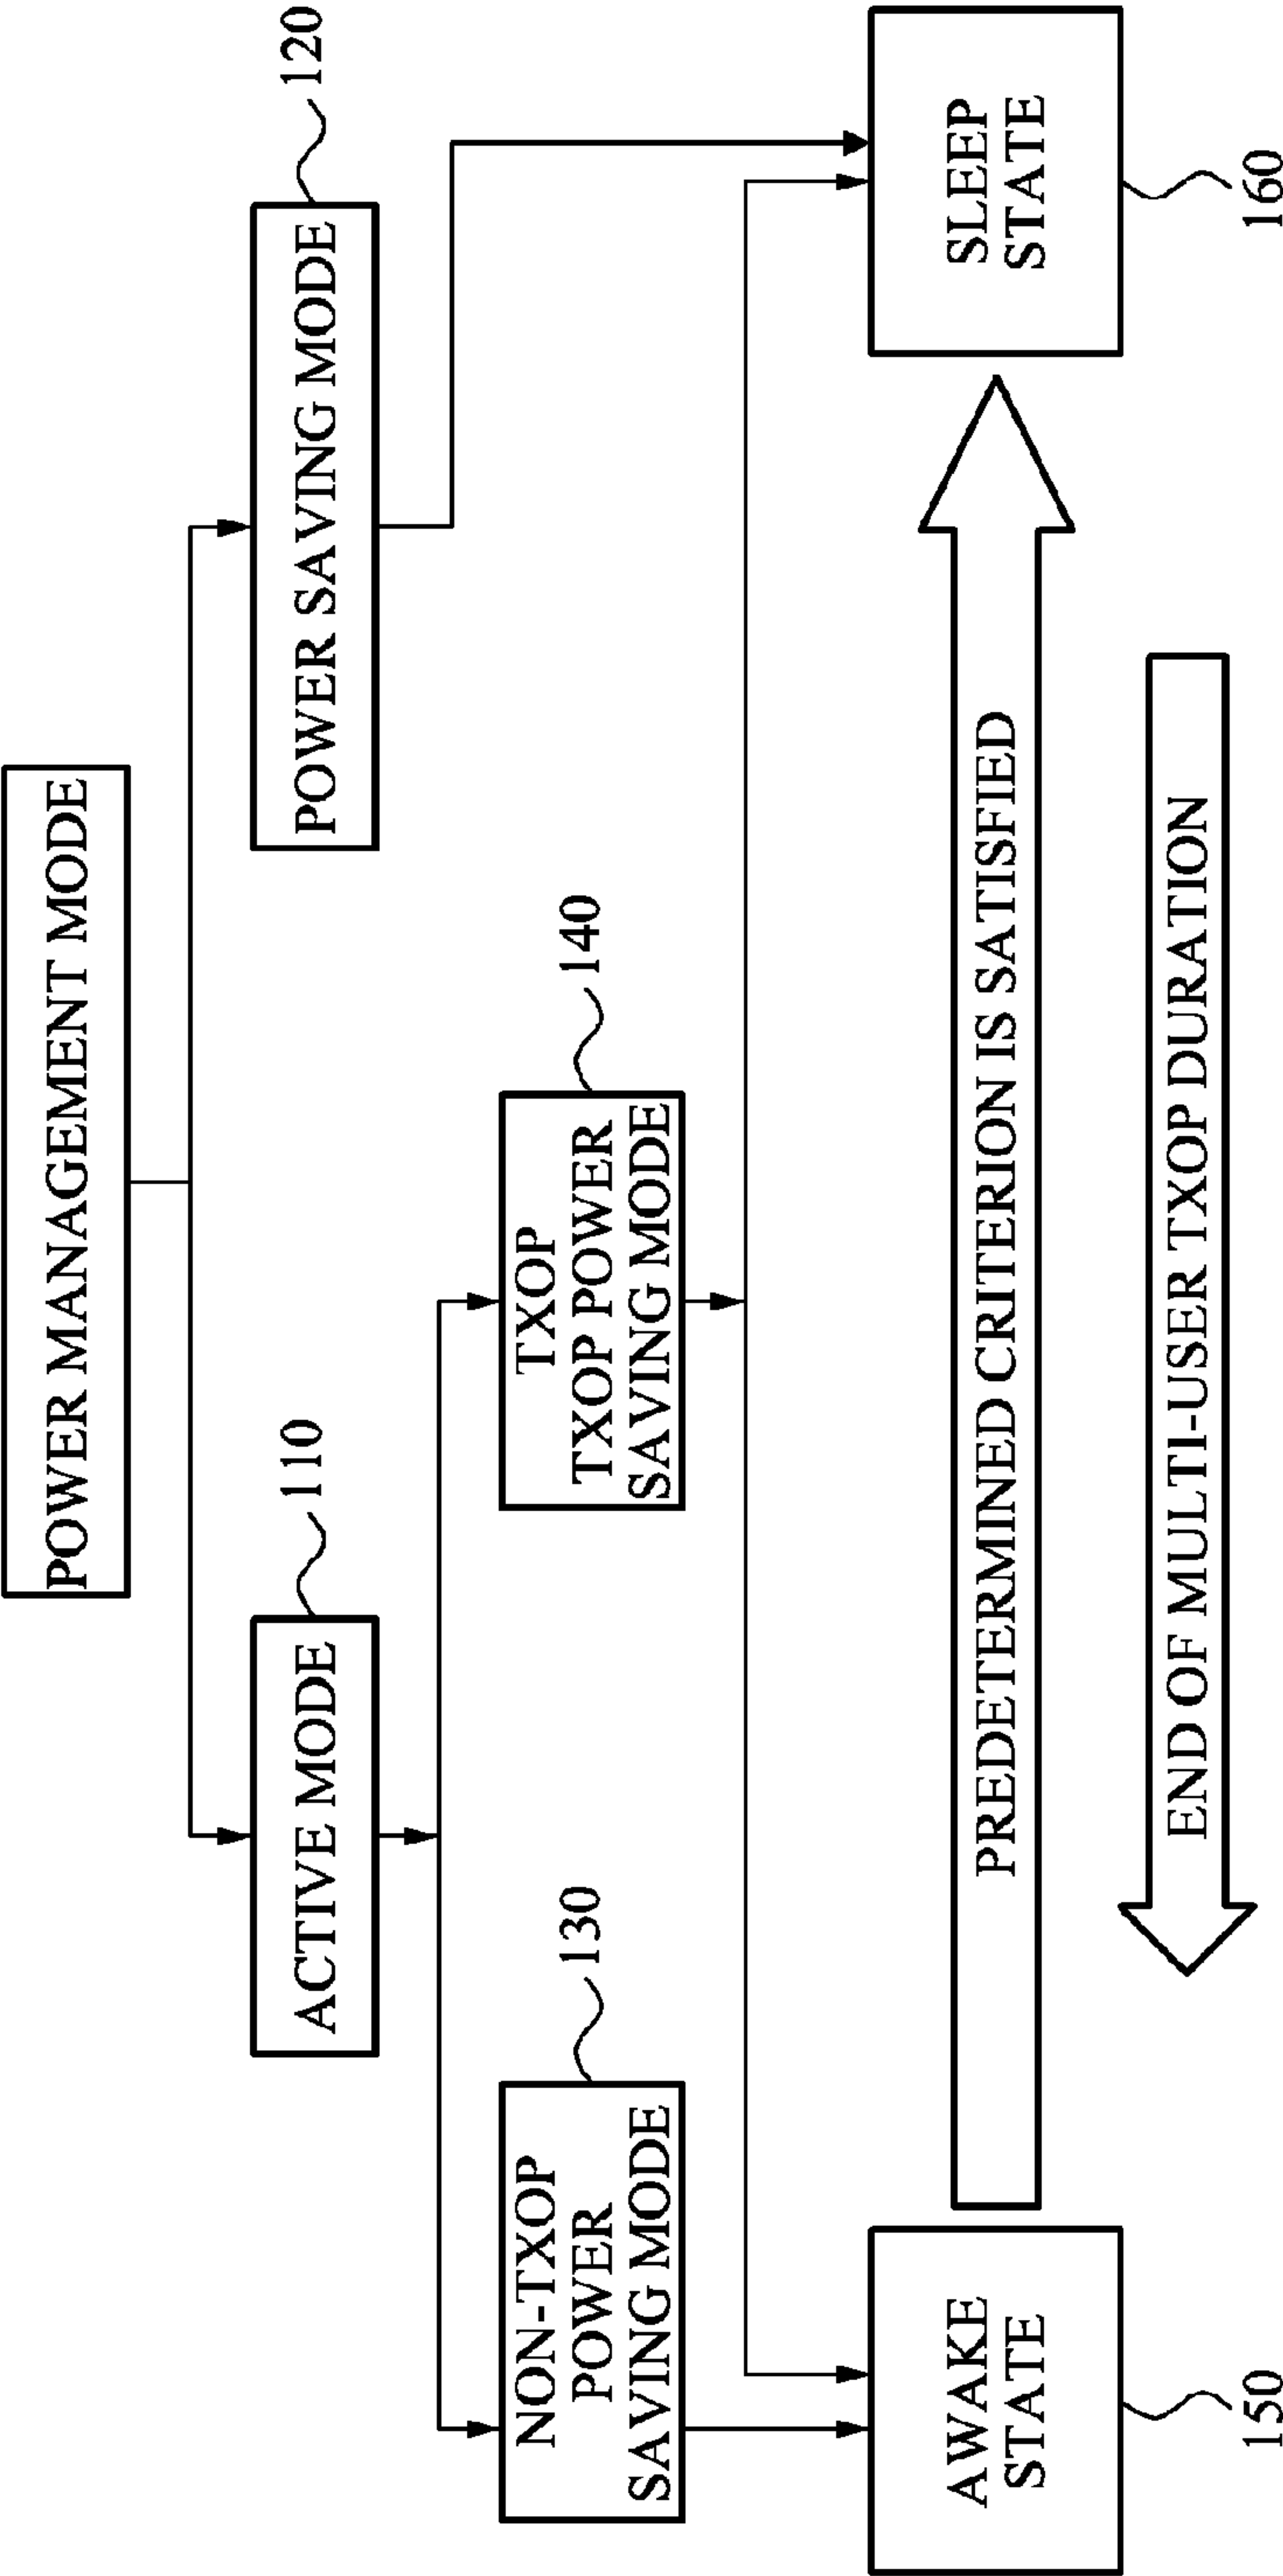 POWER MANAGEMENT MODE
110
120
ACTIVE MODE
POWER SAVING MODE
130
140
NON-TXOP
POWER
SAVING MODE
TXOP
TXOP POWER
SAVING MODE
AWAKE
STATE
PREDETERMINED CRITERION IS SATISFIED
SLEEP
STATE
END OF MULTI-USER TXOP DURATION
150
160